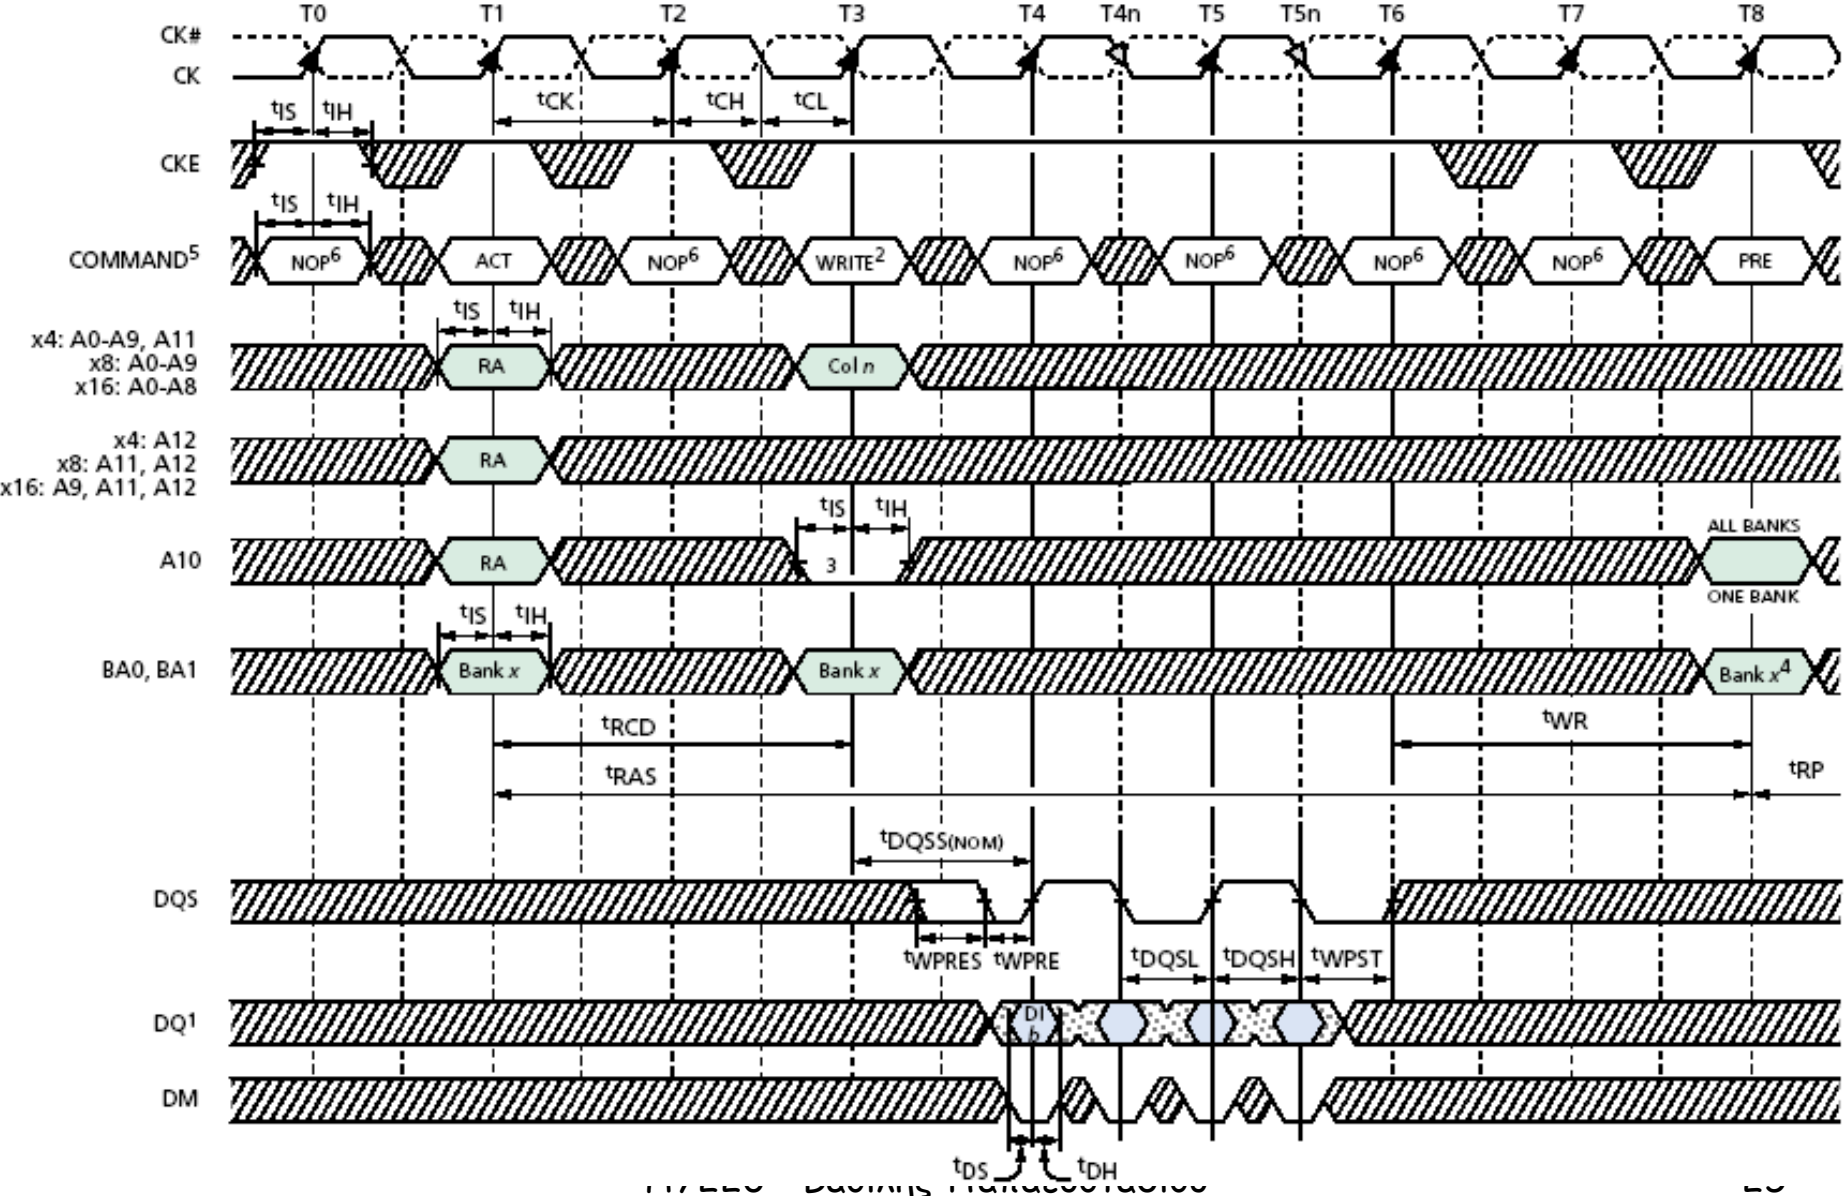 T0 T1 T2 T3 T4 T4n T5 T5n T6 T7 T8
CK#
CK
tCK tCH tCL
tIS tIH
CKE
tIS tIH
COMMAND5 NOP6 ACT NOP6 WRITE2 NOP6 NOP6 NOP6 NOP6 PRE
tIS tIH
x4: A0-A9, A11
x8: A0-A9 RA Col n
x16: A0-A8
x4: A12
x8: A11, A12 RA
x16: A9, A11, A12
tIS tIH
ALL BANKS
A10 RA 3
ONE BANK
tIS tIH
BA0, BA1 Bank x Bank x Bank x4
tRCD tWR
tRAS tRP
tDQSS(NOM)
DQS
tWPRES tWPRE tDQSL tDQSH tWPST
DI
DQ1
b
DM
tDS tDH